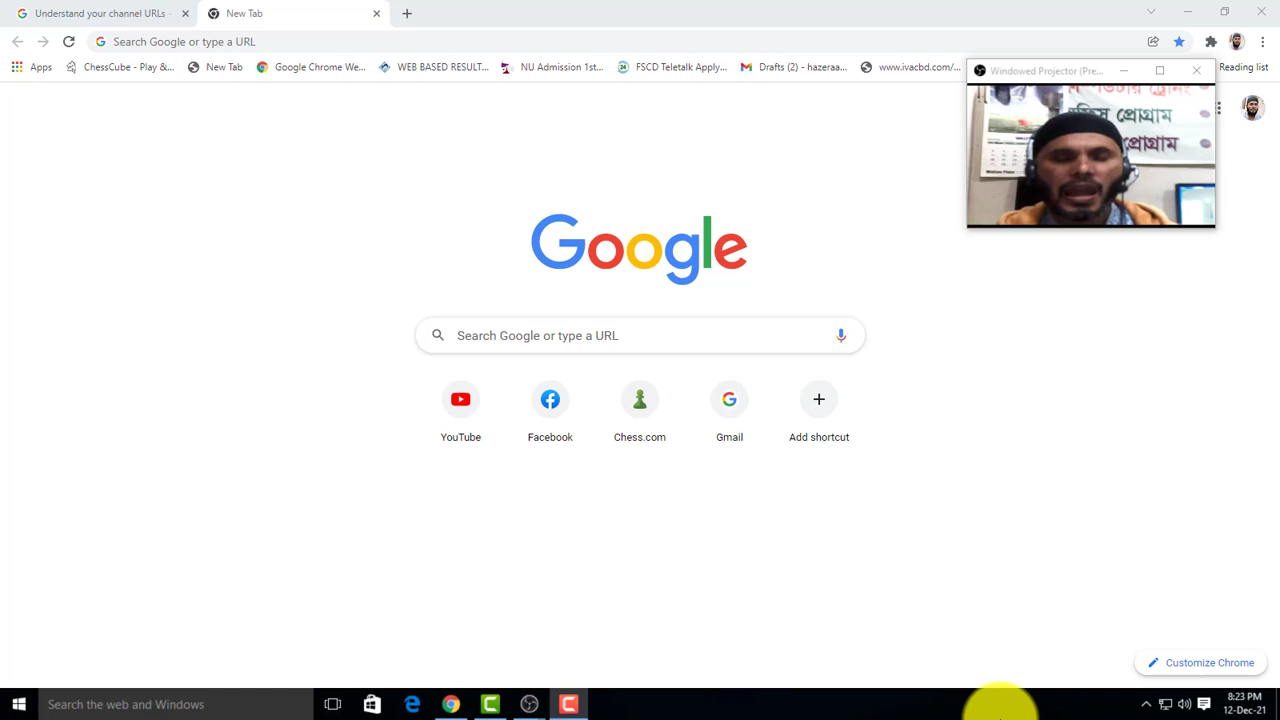 Understand your channel URLs -
New Tab
Search Google or type a URL
Apps
ChessCube - Play &...
New Tab
Google Chrome We...
WEB BASED RESULT...
NU Admission 1st...
FSCD Teletalk Apply...
Drafts (2) - hazeraa...
www.ivacbd.com/...
Reading list
Windowed Projector (Pre...
প্রোগ্রাম
প্রোগ্রাম
Google
Search Google or type a URL
YouTube
Facebook
Chess.com
Gmail
Add shortcut
Customize Chrome
Search the web and Windows
8:23 PM
12-Dec-21